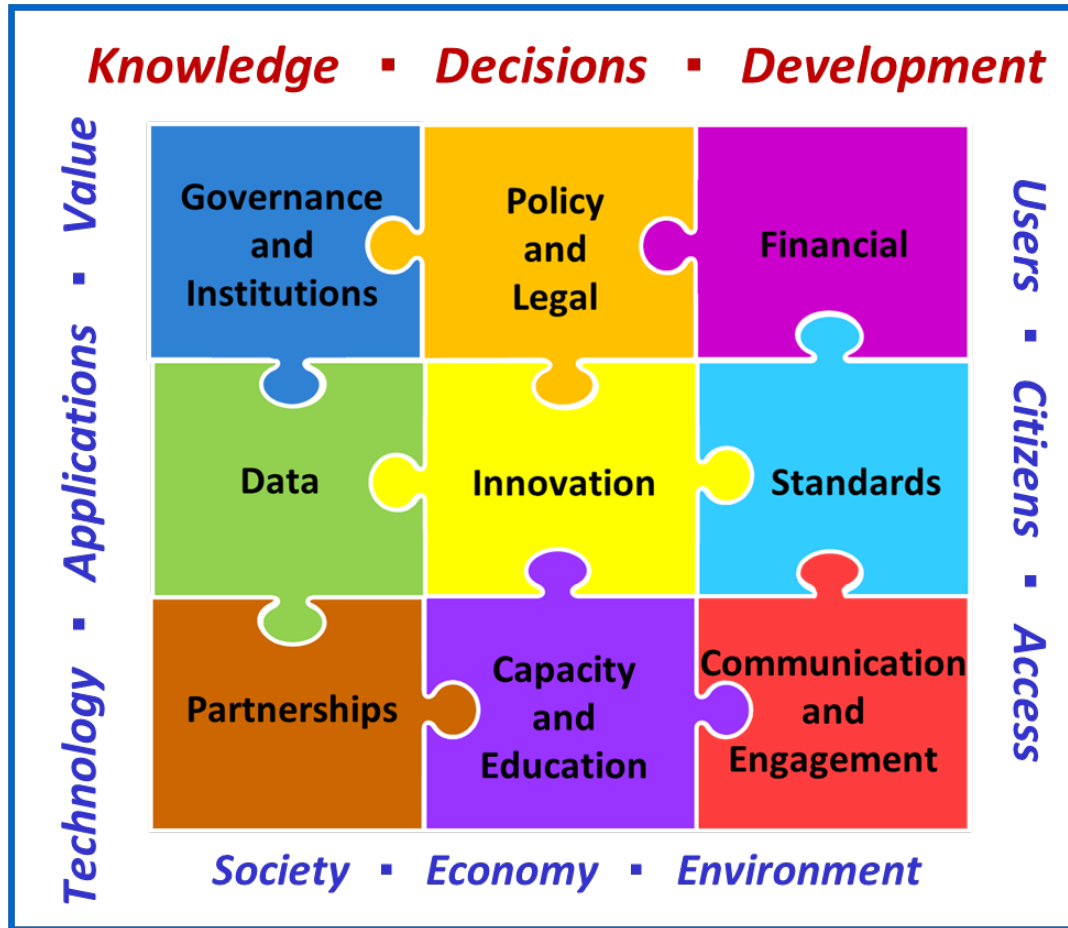 Knowledge ▪ Decisions ▪ Development
Technology ▪ Applications ▪ Value
Governance
and
Institutions
Policy
and
Legal
Financial
Users ▪ Citizens ▪ Access
Data
Innovation
Standards
Partnerships
Capacity
and
Education
Communication
and
Engagement
Society ▪ Economy ▪ Environment